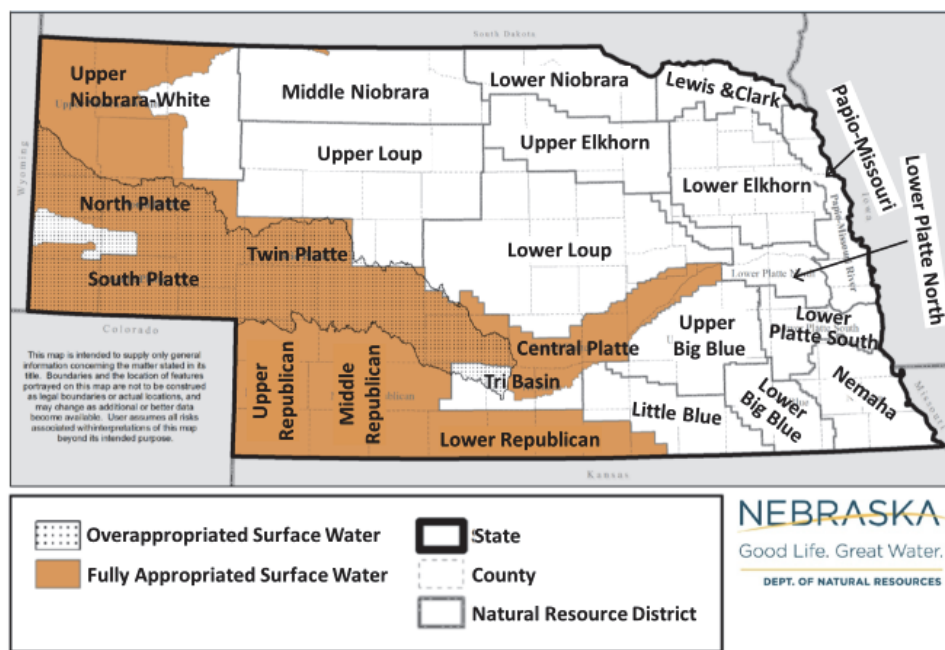 South Dakota
Upper
Niobrara-White
Middle Niobrara
Lower Niobrara
Lewis &Clark
Papio-Missouri
Lower Platte North
Wyoming
Upper Loup
Upper Elkhorn
Lower Elkhorn
Iowa
Papio-Missouri River
North Platte
Twin Platte
Lower Loup
South Platte
Colorado
Central Platte
Upper
Big Blue
Lower
Platte South
Tri Basin
Upper
Republican
Middle
Republican
Lower Republican
Little Blue
Lower
Big Blue
Nemaha
Missouri
Kansas
This map is intended to supply only general
information concerning the matter stated in its
title. Boundaries and the location of features
portrayed on this map are not to be construed
as legal boundaries or actual locations, and
may change as additional or better data
become available. User assumes all risks
associated withinterpretations of this map
beyond its intended purpose.
Overappropriated Surface Water
Fully Appropriated Surface Water
State
County
Natural Resource District
NEBRASKA
Good Life. Great Water.
DEPT. OF NATURAL RESOURCES